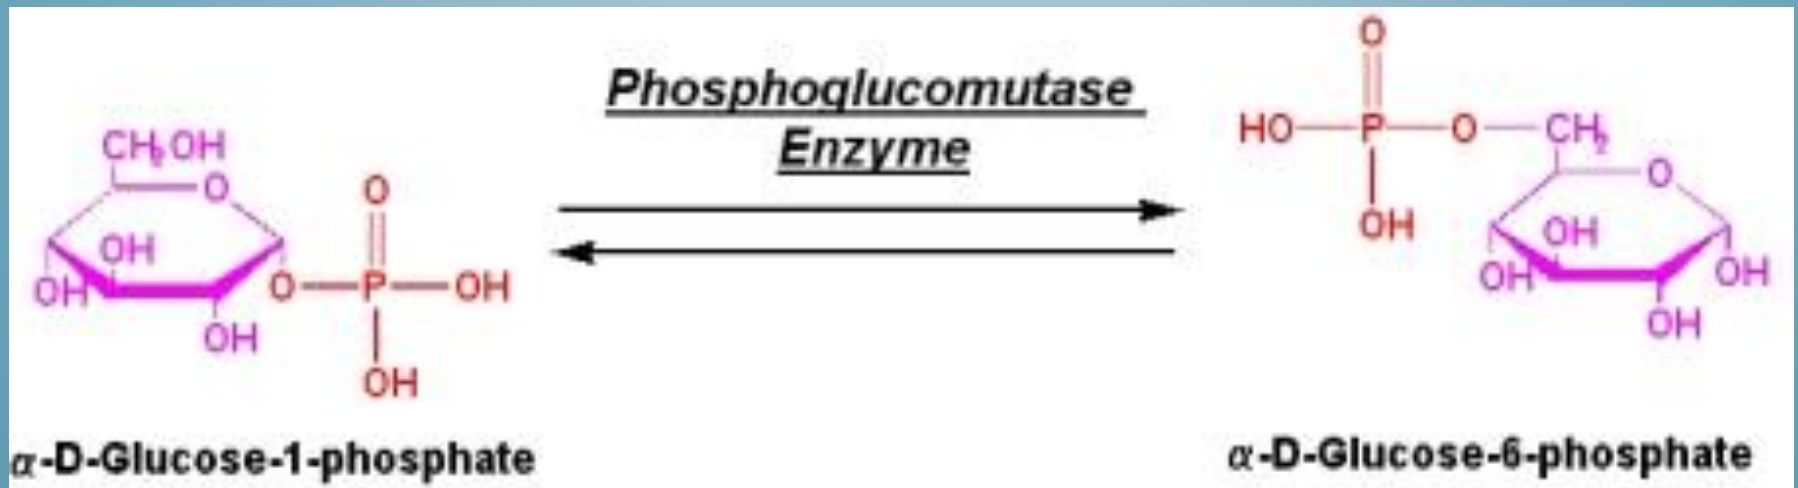 Phosphoglucomutase
Enzyme
CH2OH
O
OH
OH
OH
O
P
O
OH
OH
α-D-Glucose-1-phosphate
O
HO
P
O
CH2
OH
O
OH
OH
OH
OH
α-D-Glucose-6-phosphate